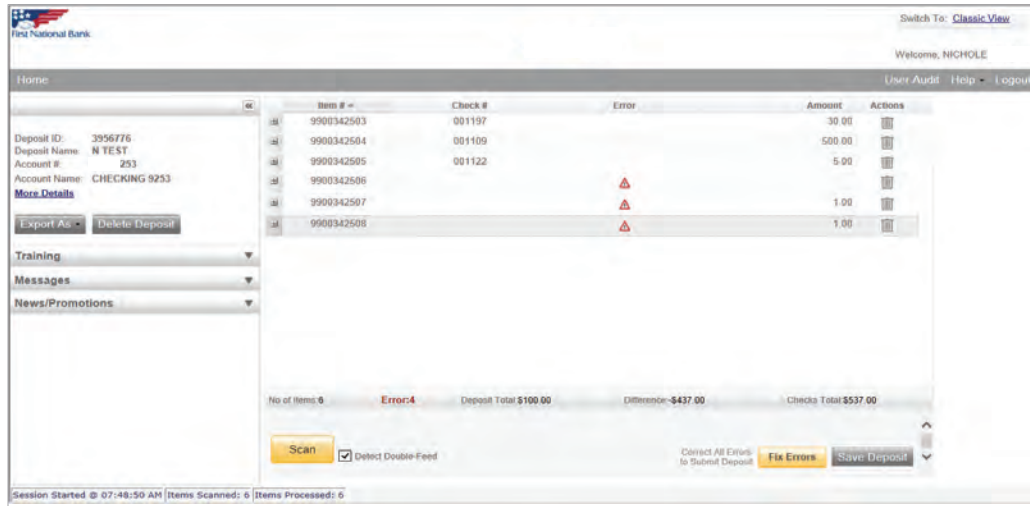 Switch To: Classic View
First National Bank
Welcome, NICHOLE
Home User Audit Help Logout
Item # Check # Error Amount Actions
9900342503 001197 30.00
9900342504 001109 500.00
9900342505 001122 5.00
9900342506
9900342507 1.00
9900342508 1.00
Deposit ID: 3956776
Deposit Name: N TEST
Account #: 253
Account Name: CHECKING 9253
More Details
Export As Delete Deposit
Training
Messages
News/Promotions
No of Items:6 Error:4 Deposit Total:$100.00 Difference:-$437.00 Checks Total:$537.00
Scan Detect Double-Feed
Correct All Errors
to Submit Deposit
Fix Errors Save Deposit
Session Started @ 07:48:50 AM Items Scanned: 6 Items Processed: 6